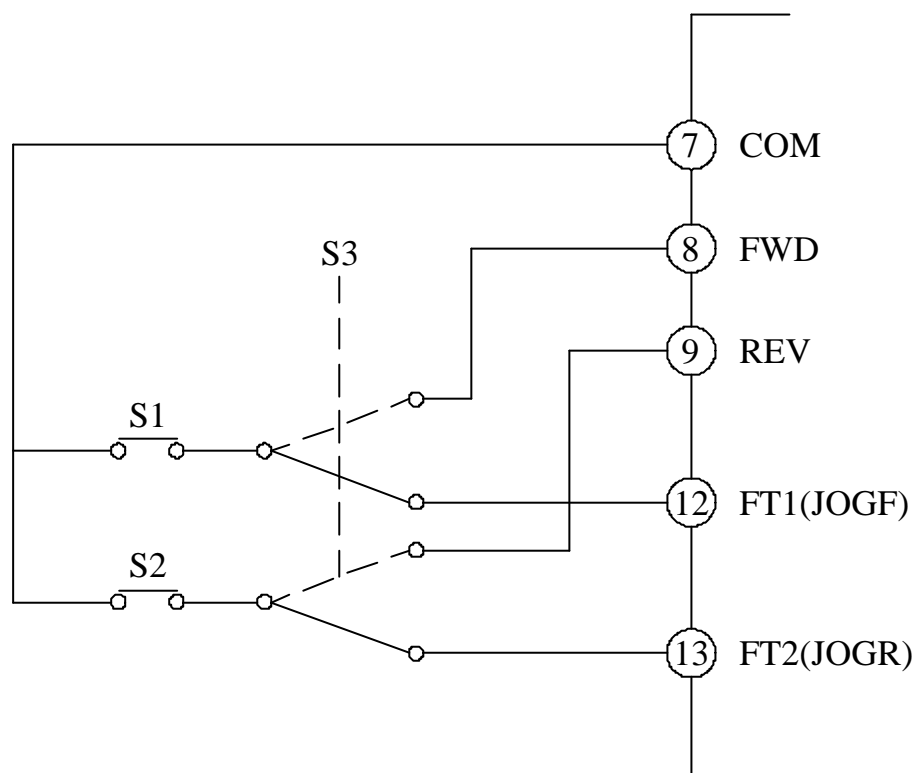 7 COM
S3
8 FWD
9 REV
S1
12 FT1(JOGF)
S2
13 FT2(JOGR)